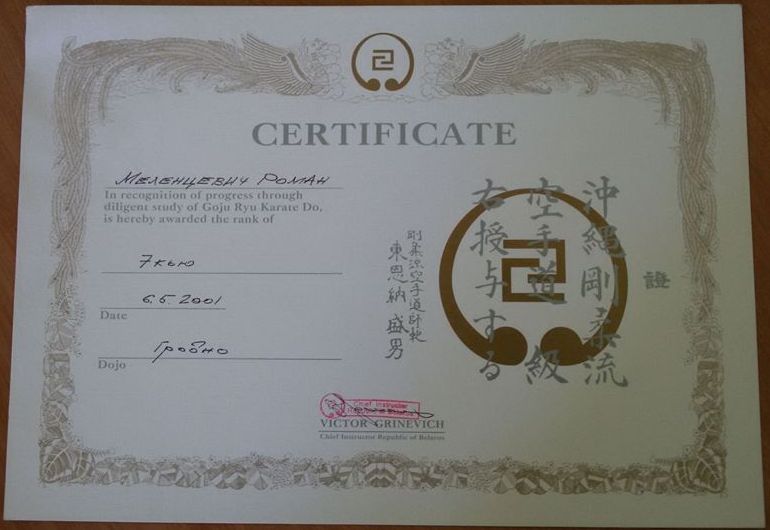 CERTIFICATE
Меленцевич Роман
In recognition of progress through
diligent study of Goju Ryu Karate Do,
is hereby awarded the rank of
7 кью
6.5. 2001
Date
Гродно
Dojo
證
沖縄剛柔流
空手道 級
右授与する
剛柔流空手道師範
東恩納 盛男
Chief Instructor
VICTOR GRINEVICH
Chief Instructor Republic of Belarus